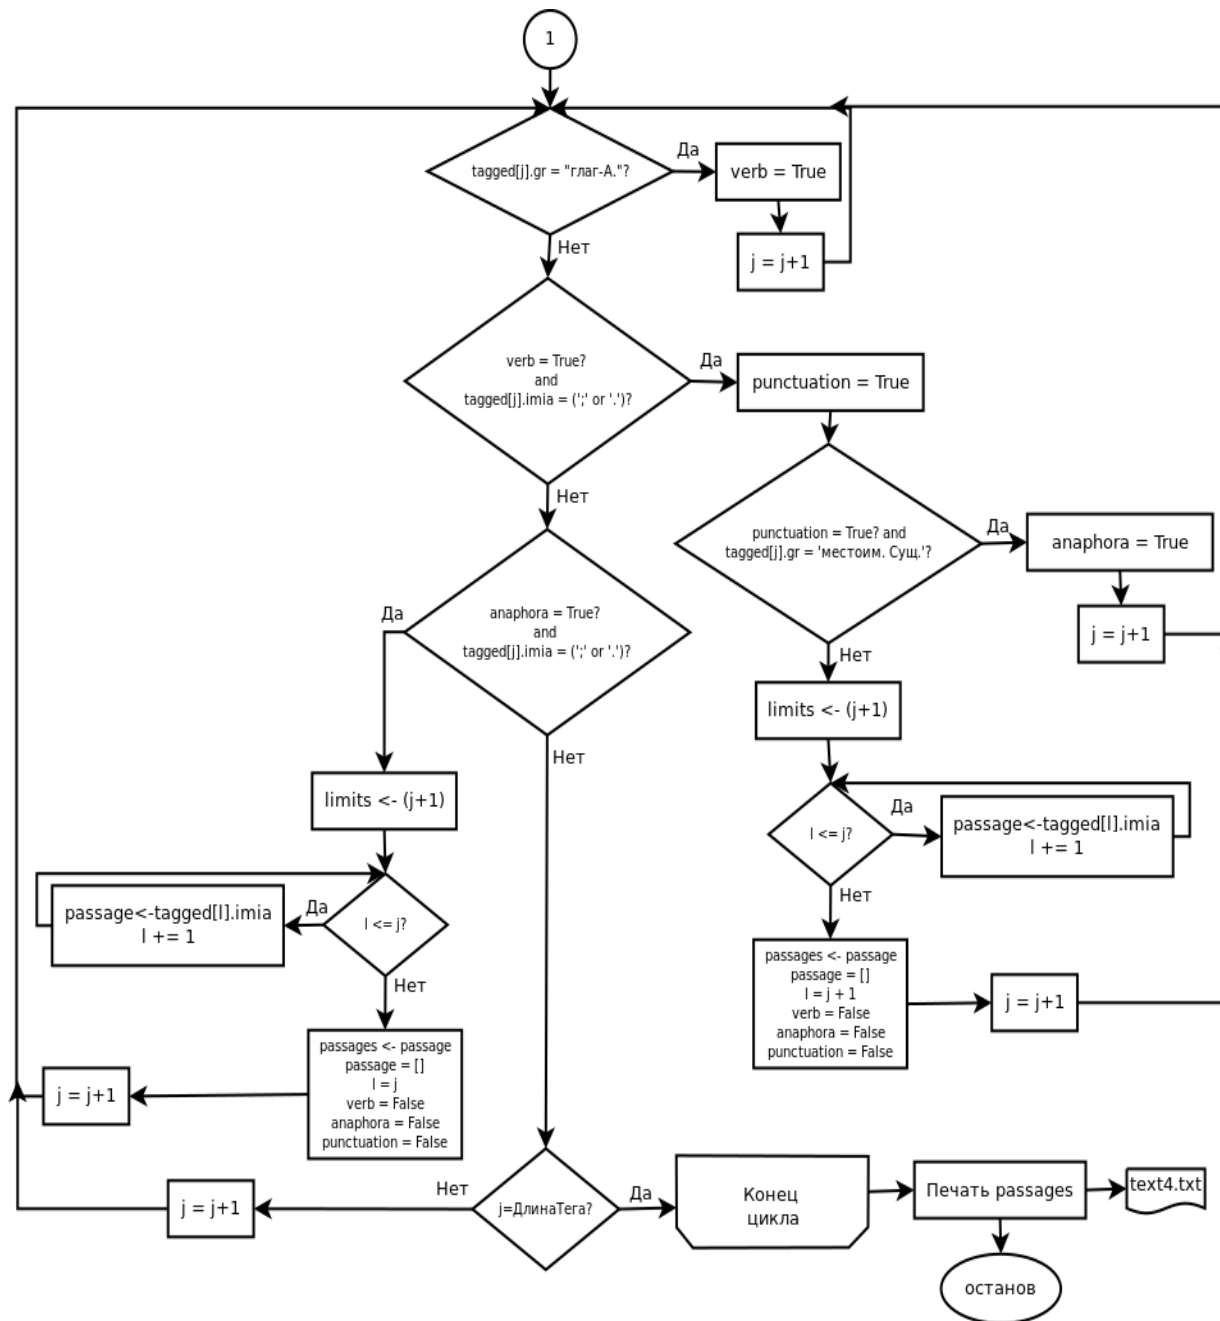 1
tagged[j].gr = "глаг-А."?
Да
verb = True
j = j+1
Нет
verb = True?
and
tagged[j].imia = (';' or '.')?
Да
punctuation = True
Нет
punctuation = True? and
tagged[j].gr = 'местоим. Сущ.'?
Да
anaphora = True
j = j+1
Нет
anaphora = True?
and
tagged[j].imia = (';' or '.')?
Да
Нет
limits <- (j+1)
l <= j?
Да
passage<-tagged[l].imia
l += 1
Нет
passages <- passage
passage = []
l = j + 1
verb = False
anaphora = False
punctuation = False
j = j+1
limits <- (j+1)
l <= j?
Да
passage<-tagged[l].imia
l += 1
Нет
passages <- passage
passage = []
l = j
verb = False
anaphora = False
punctuation = False
j = j+1
j=ДлинаТега?
Нет
j = j+1
Да
Конец
цикла
Печать passages
text4.txt
останов